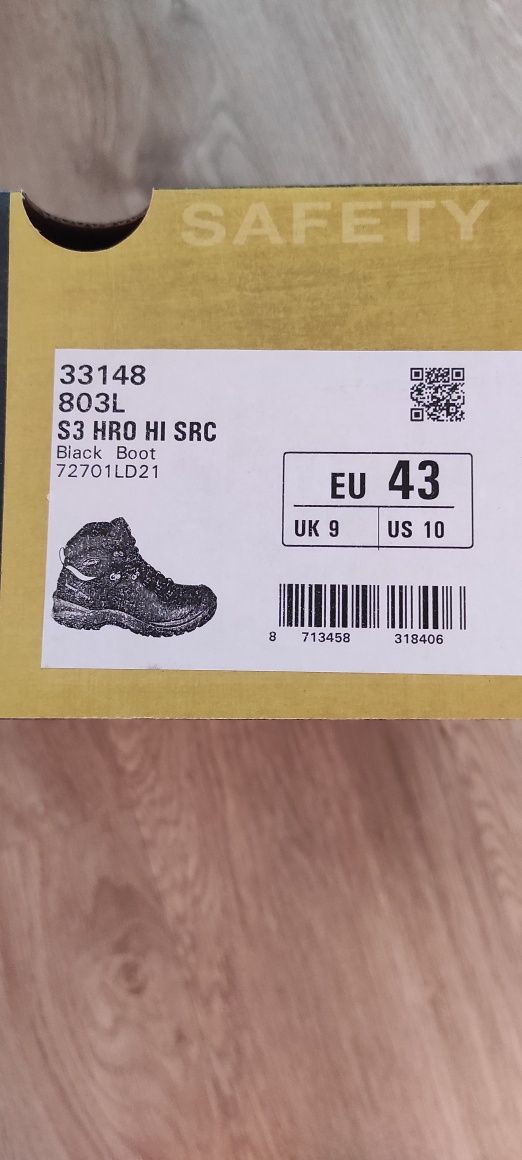 SAFETY
33148
803L
S3 HRO HI SRC
Black Boot
72701LD21
EU 43
UK 9 US 10
8 713458 318406